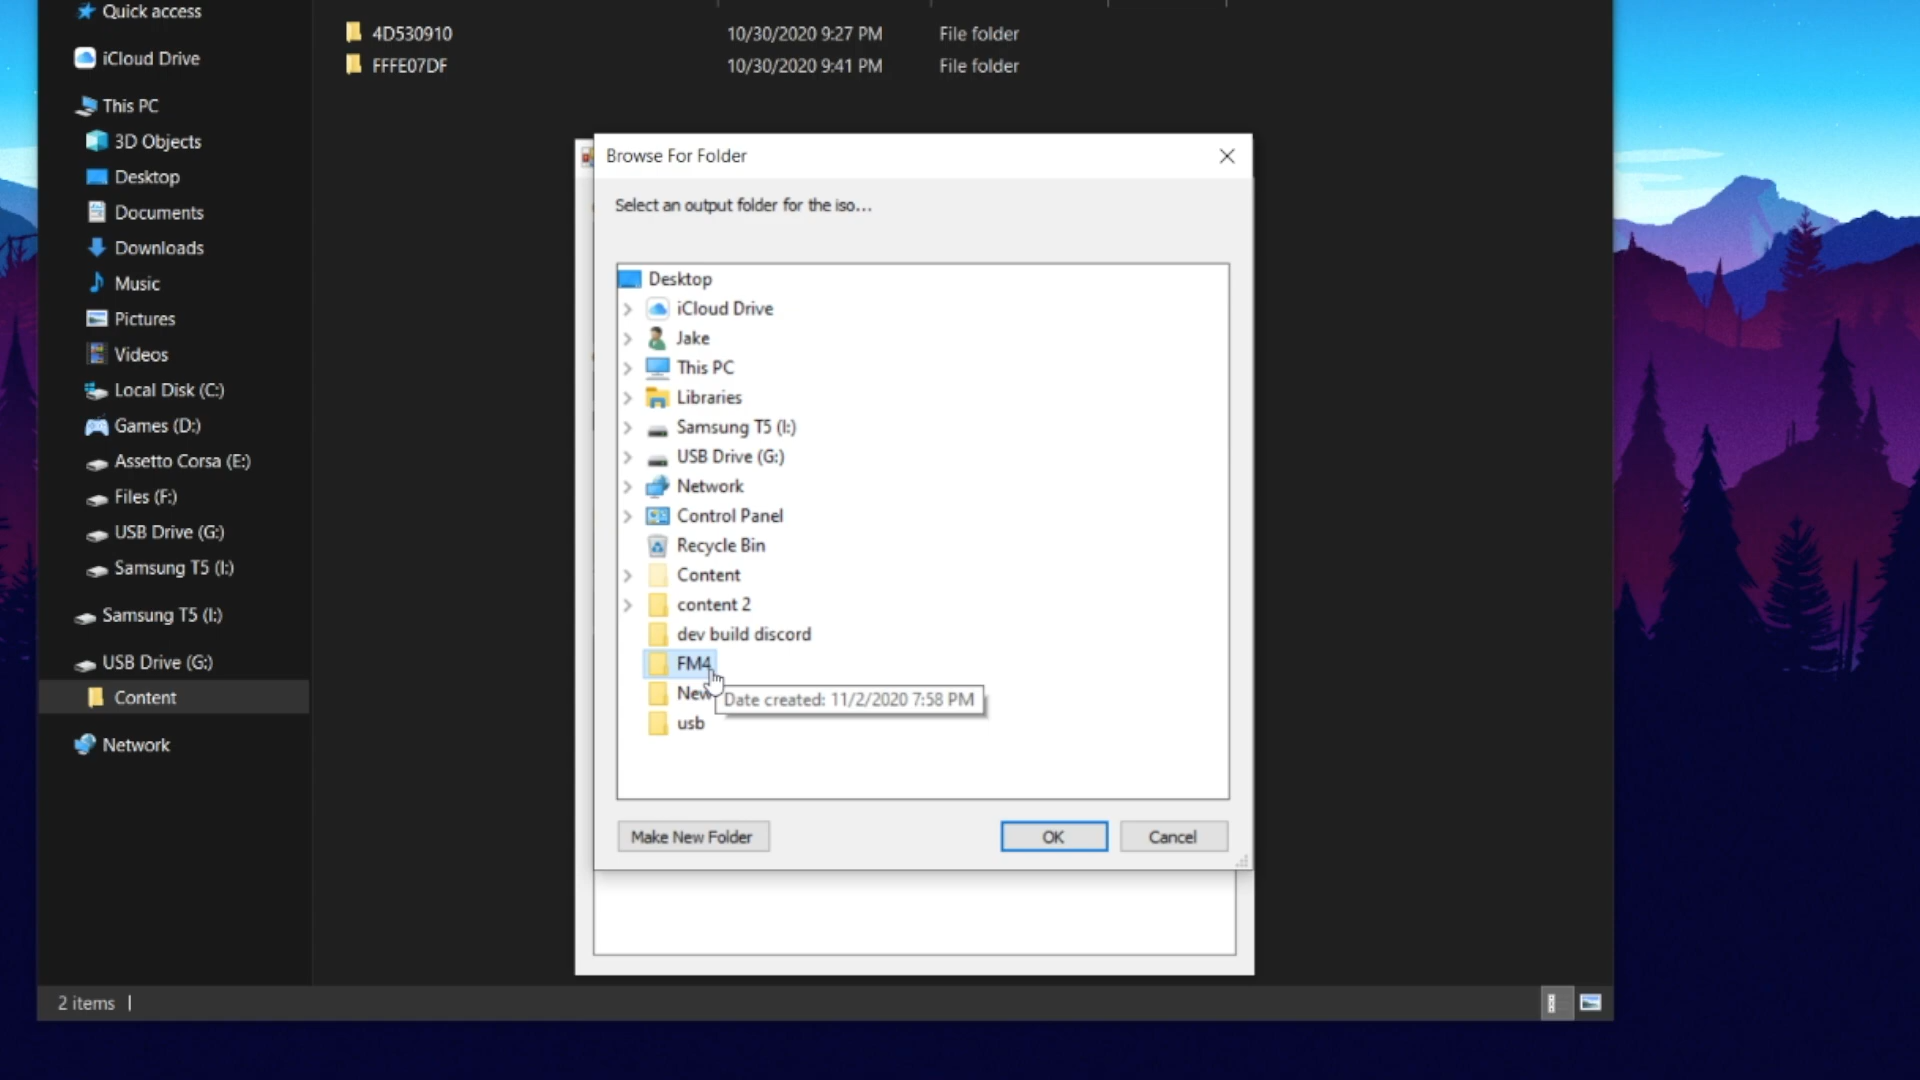 Quick access
iCloud Drive
This PC
3D Objects
Desktop
Documents
Downloads
Music
Pictures
Videos
Local Disk (C:)
Games (D:)
Assetto Corsa (E:)
Files (F:)
USB Drive (G:)
Samsung T5 (I:)
Samsung T5 (I:)
USB Drive (G:)
Content
Network
4D530910 10/30/2020 9:27 PM File folder
FFFE07DF 10/30/2020 9:41 PM File folder
Browse For Folder
Select an output folder for the iso...
Desktop
iCloud Drive
Jake
This PC
Libraries
Samsung T5 (I:)
USB Drive (G:)
Network
Control Panel
Recycle Bin
Content
content 2
dev build discord
FM4
New
Date created: 11/2/2020 7:58 PM
usb
Make New Folder
OK
Cancel
2 items